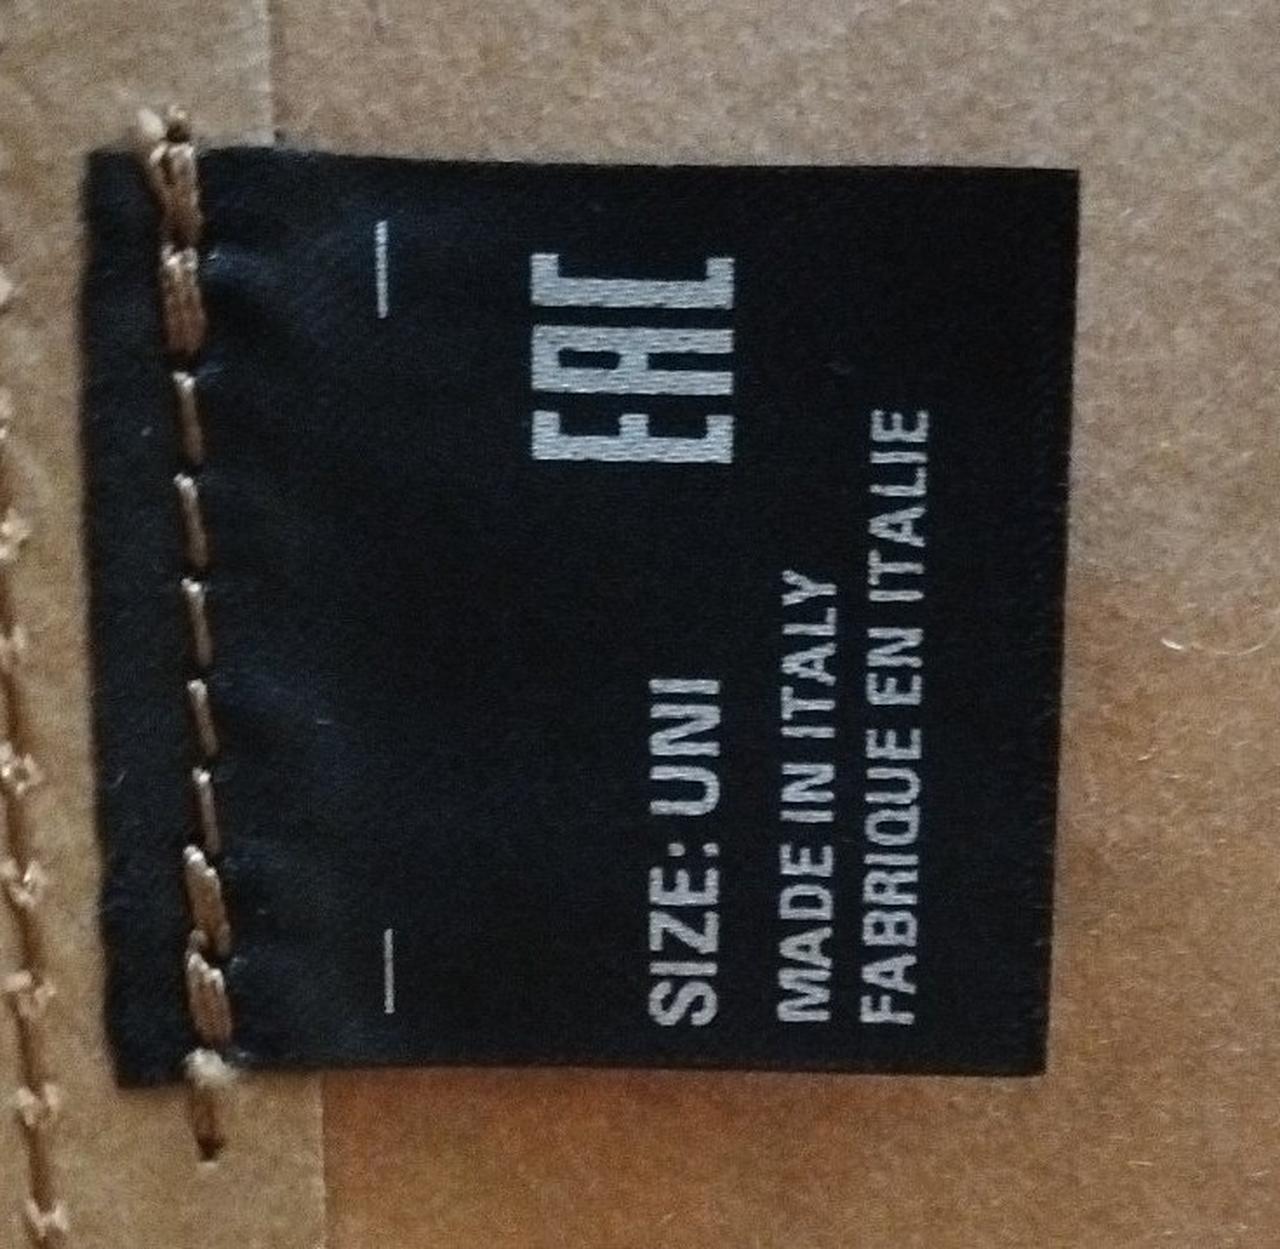 EAC
SIZE: UNI
MADE IN ITALY
FABRIQUE EN ITALIE